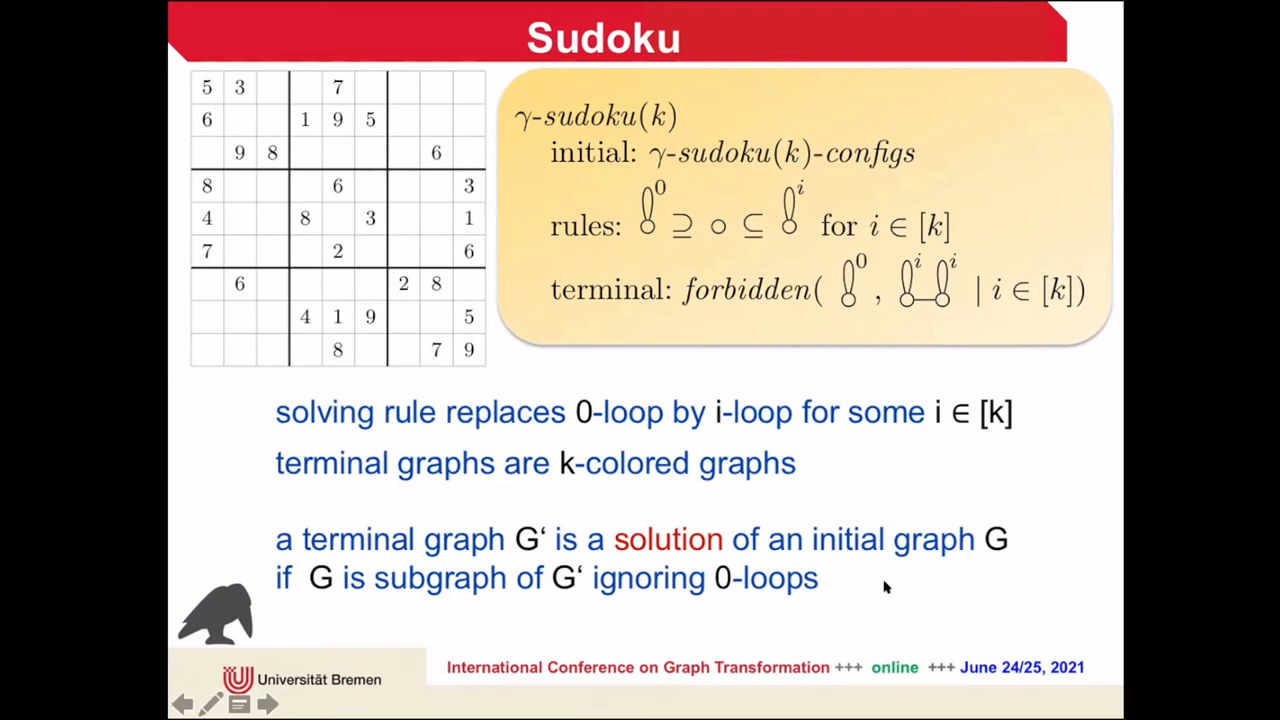 Sudoku
5 3 7
6 1 9 5
9 8 6
8 6 3
4 8 3 1
7 2 6
6 2 8
4 1 9 5
8 7 9
γ-sudoku(k)
initial: γ-sudoku(k)-configs
rules: 0 ⊇ ○ ⊆ i for i ∈ [k]
terminal: forbidden( 0 , i i | i ∈ [k])
solving rule replaces 0-loop by i-loop for some i ∈ [k]
terminal graphs are k-colored graphs
a terminal graph G‘ is a solution of an initial graph G
if G is subgraph of G‘ ignoring 0-loops
Universität Bremen
International Conference on Graph Transformation +++ online +++ June 24/25, 2021